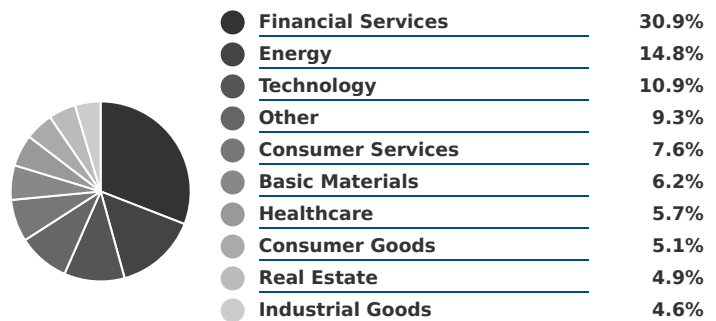 Financial Services 30.9%
Energy 14.8%
Technology 10.9%
Other 9.3%
Consumer Services 7.6%
Basic Materials 6.2%
Healthcare 5.7%
Consumer Goods 5.1%
Real Estate 4.9%
Industrial Goods 4.6%